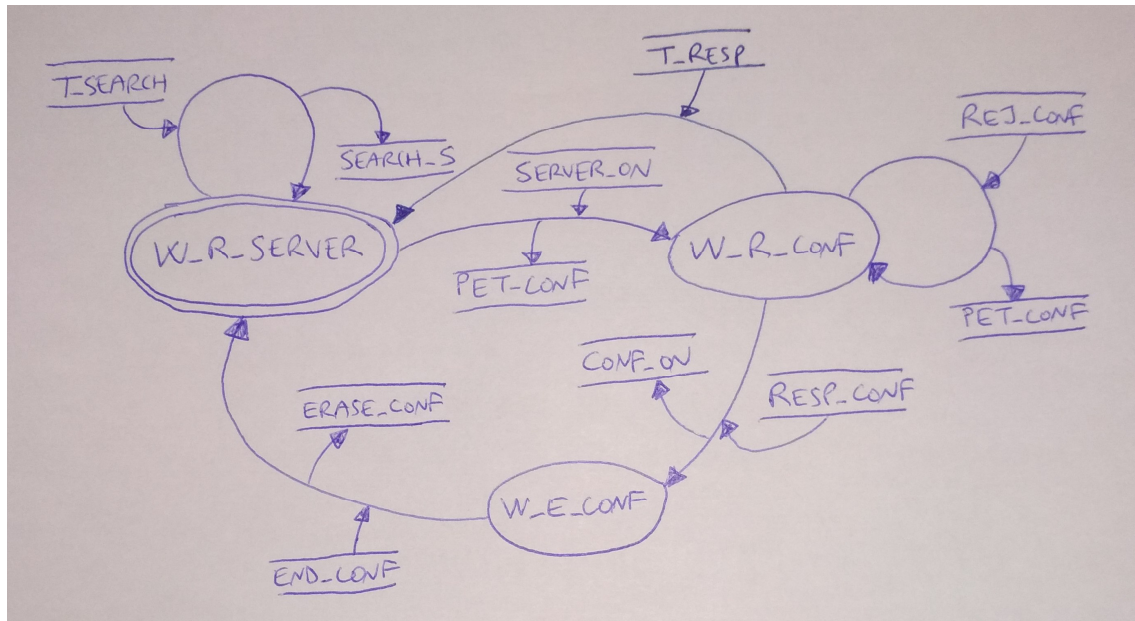 T_RESP
T_SEARCH
REJ_CONF
SEARCH_S
SERVER_ON
W_R_SERVER
W_R_CONF
PET_CONF
PET_CONF
CONF_ON
RESP_CONF
ERASE_CONF
W_E_CONF
END_CONF